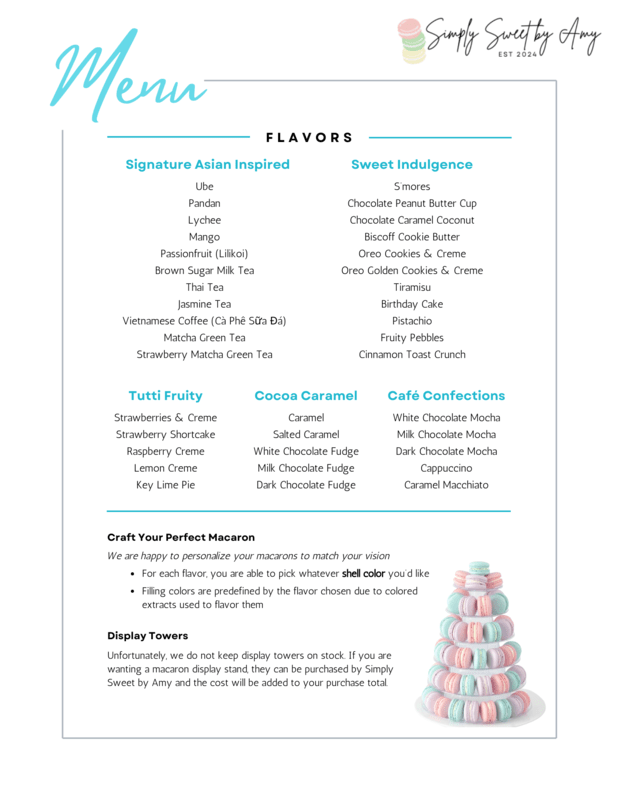 Simply Sweet by Amy
EST 2024
Menu
FLAVORS
Signature Asian Inspired
Ube
Pandan
Lychee
Mango
Passionfruit (Lilikoi)
Brown Sugar Milk Tea
Thai Tea
Jasmine Tea
Vietnamese Coffee (Cà Phê Sữa Đá)
Matcha Green Tea
Strawberry Matcha Green Tea
Sweet Indulgence
S'mores
Chocolate Peanut Butter Cup
Chocolate Caramel Coconut
Biscoff Cookie Butter
Oreo Cookies & Creme
Oreo Golden Cookies & Creme
Tiramisu
Birthday Cake
Pistachio
Fruity Pebbles
Cinnamon Toast Crunch
Tutti Fruity
Strawberries & Creme
Strawberry Shortcake
Raspberry Creme
Lemon Creme
Key Lime Pie
Cocoa Caramel
Caramel
Salted Caramel
White Chocolate Fudge
Milk Chocolate Fudge
Dark Chocolate Fudge
Café Confections
White Chocolate Mocha
Milk Chocolate Mocha
Dark Chocolate Mocha
Cappuccino
Caramel Macchiato
Craft Your Perfect Macaron
We are happy to personalize your macarons to match your vision
• For each flavor, you are able to pick whatever shell color you'd like
• Filling colors are predefined by the flavor chosen due to colored
extracts used to flavor them
Display Towers
Unfortunately, we do not keep display towers on stock. If you are
wanting a macaron display stand, they can be purchased by Simply
Sweet by Amy and the cost will be added to your purchase total.